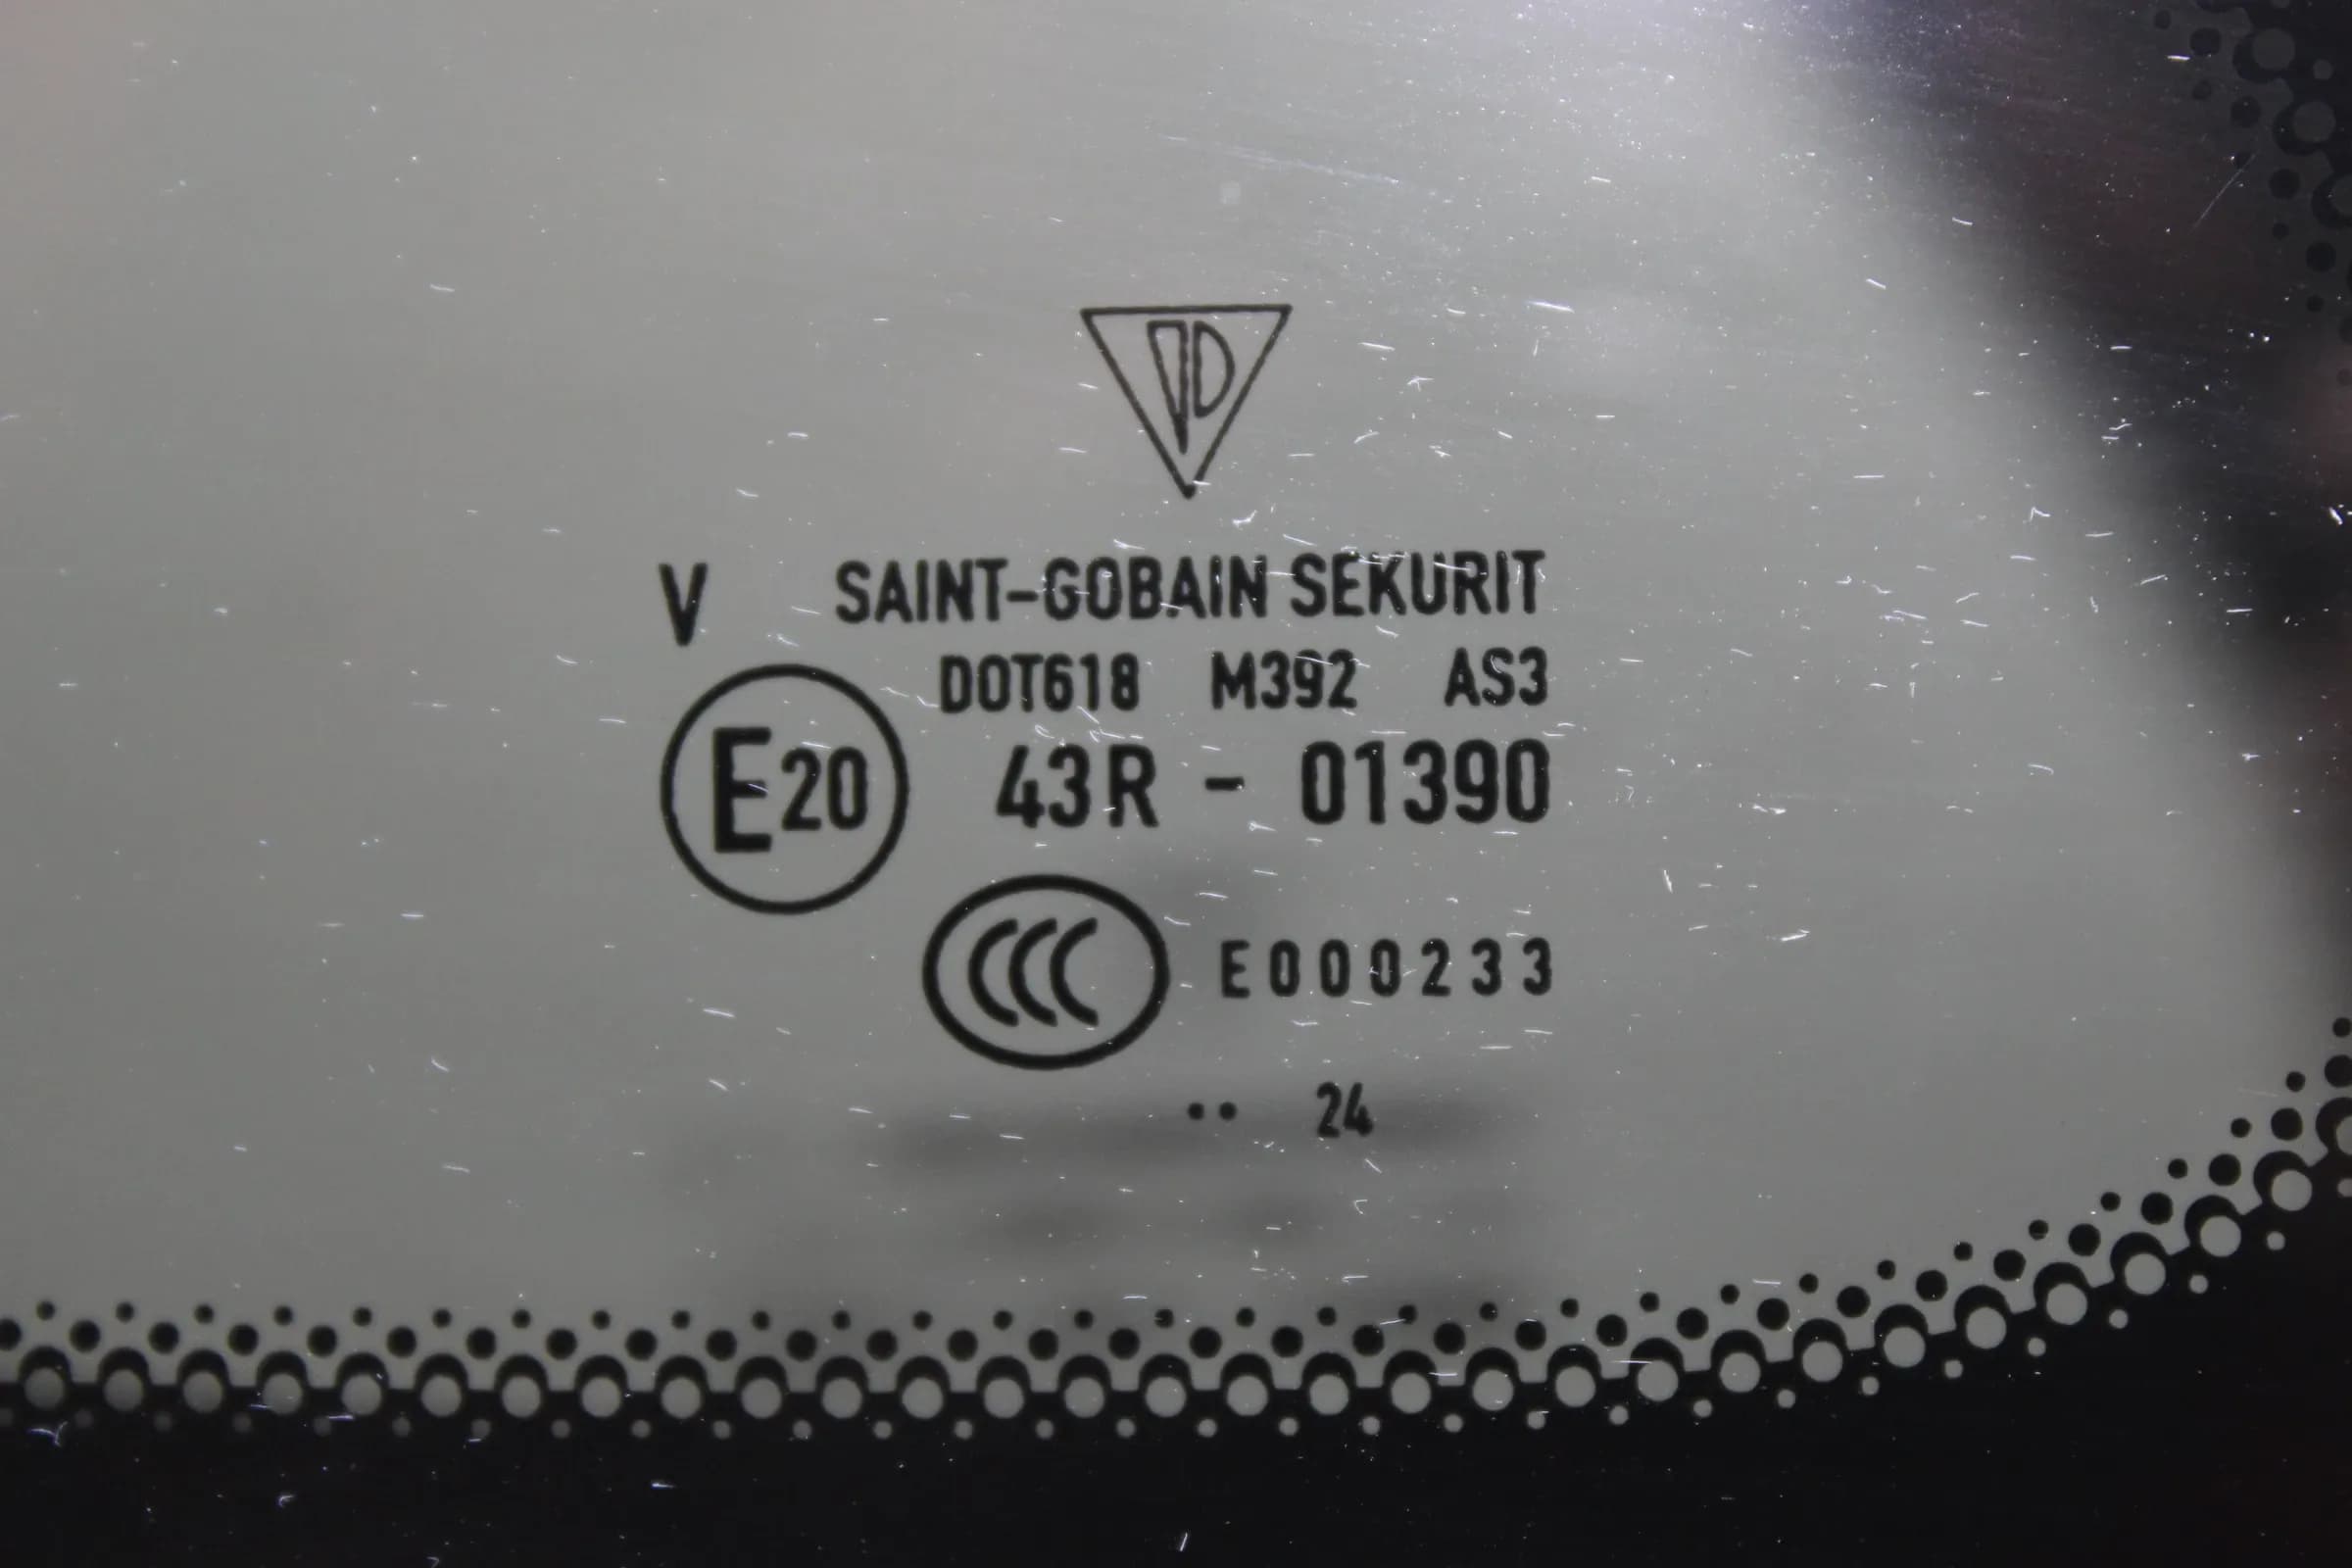 V SAINT-GOBAIN SEKURIT
DOT618 M392 AS3
E20 43R - 01390
CCC E000233
.. 24